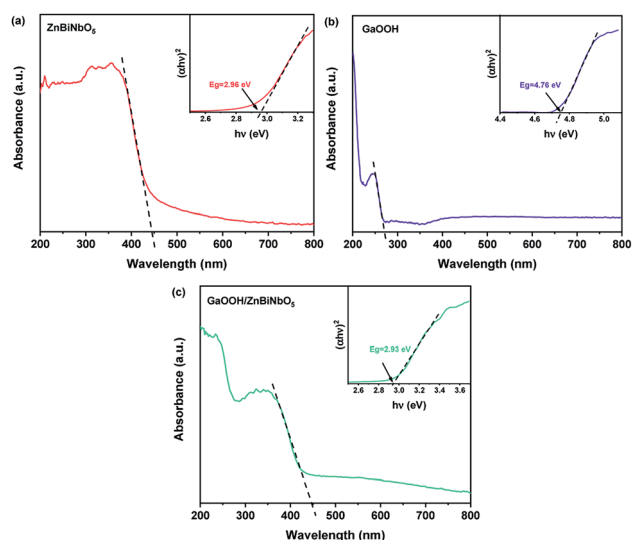 (a)
ZnBiNbO₅
Absorbance (a.u.)
200 300 400 500 600 700 800
Wavelength (nm)
(αhν)²
Eg=2.96 eV
2.6 2.8 3.0 3.2
hν (eV)
(b)
GaOOH
Absorbance (a.u.)
200 300 400 500 600 700 800
Wavelength (nm)
(αhν)²
Eg=4.76 eV
4.4 4.6 4.8 5.0
hν (eV)
(c)
GaOOH/ZnBiNbO₅
Absorbance (a.u.)
200 300 400 500 600 700 800
Wavelength (nm)
(αhν)²
Eg=2.93 eV
2.6 2.8 3.0 3.2 3.4 3.6
hν (eV)